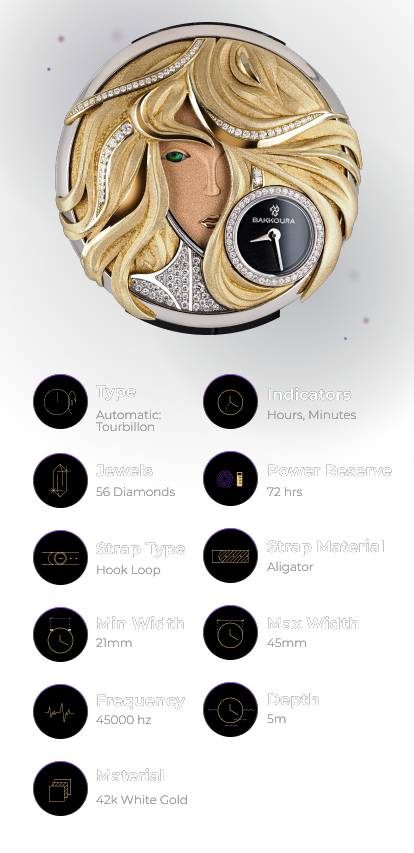 BAKKOURA
Type
Automatic:
Tourbillon
Indicators
Hours, Minutes
Jewels
56 Diamonds
Power Reserve
72 hrs
Strap Type
Hook Loop
Strap Material
Aligator
Min Width
21mm
Max Width
45mm
Frequency
45000 hz
Depth
5m
Material
42k White Gold